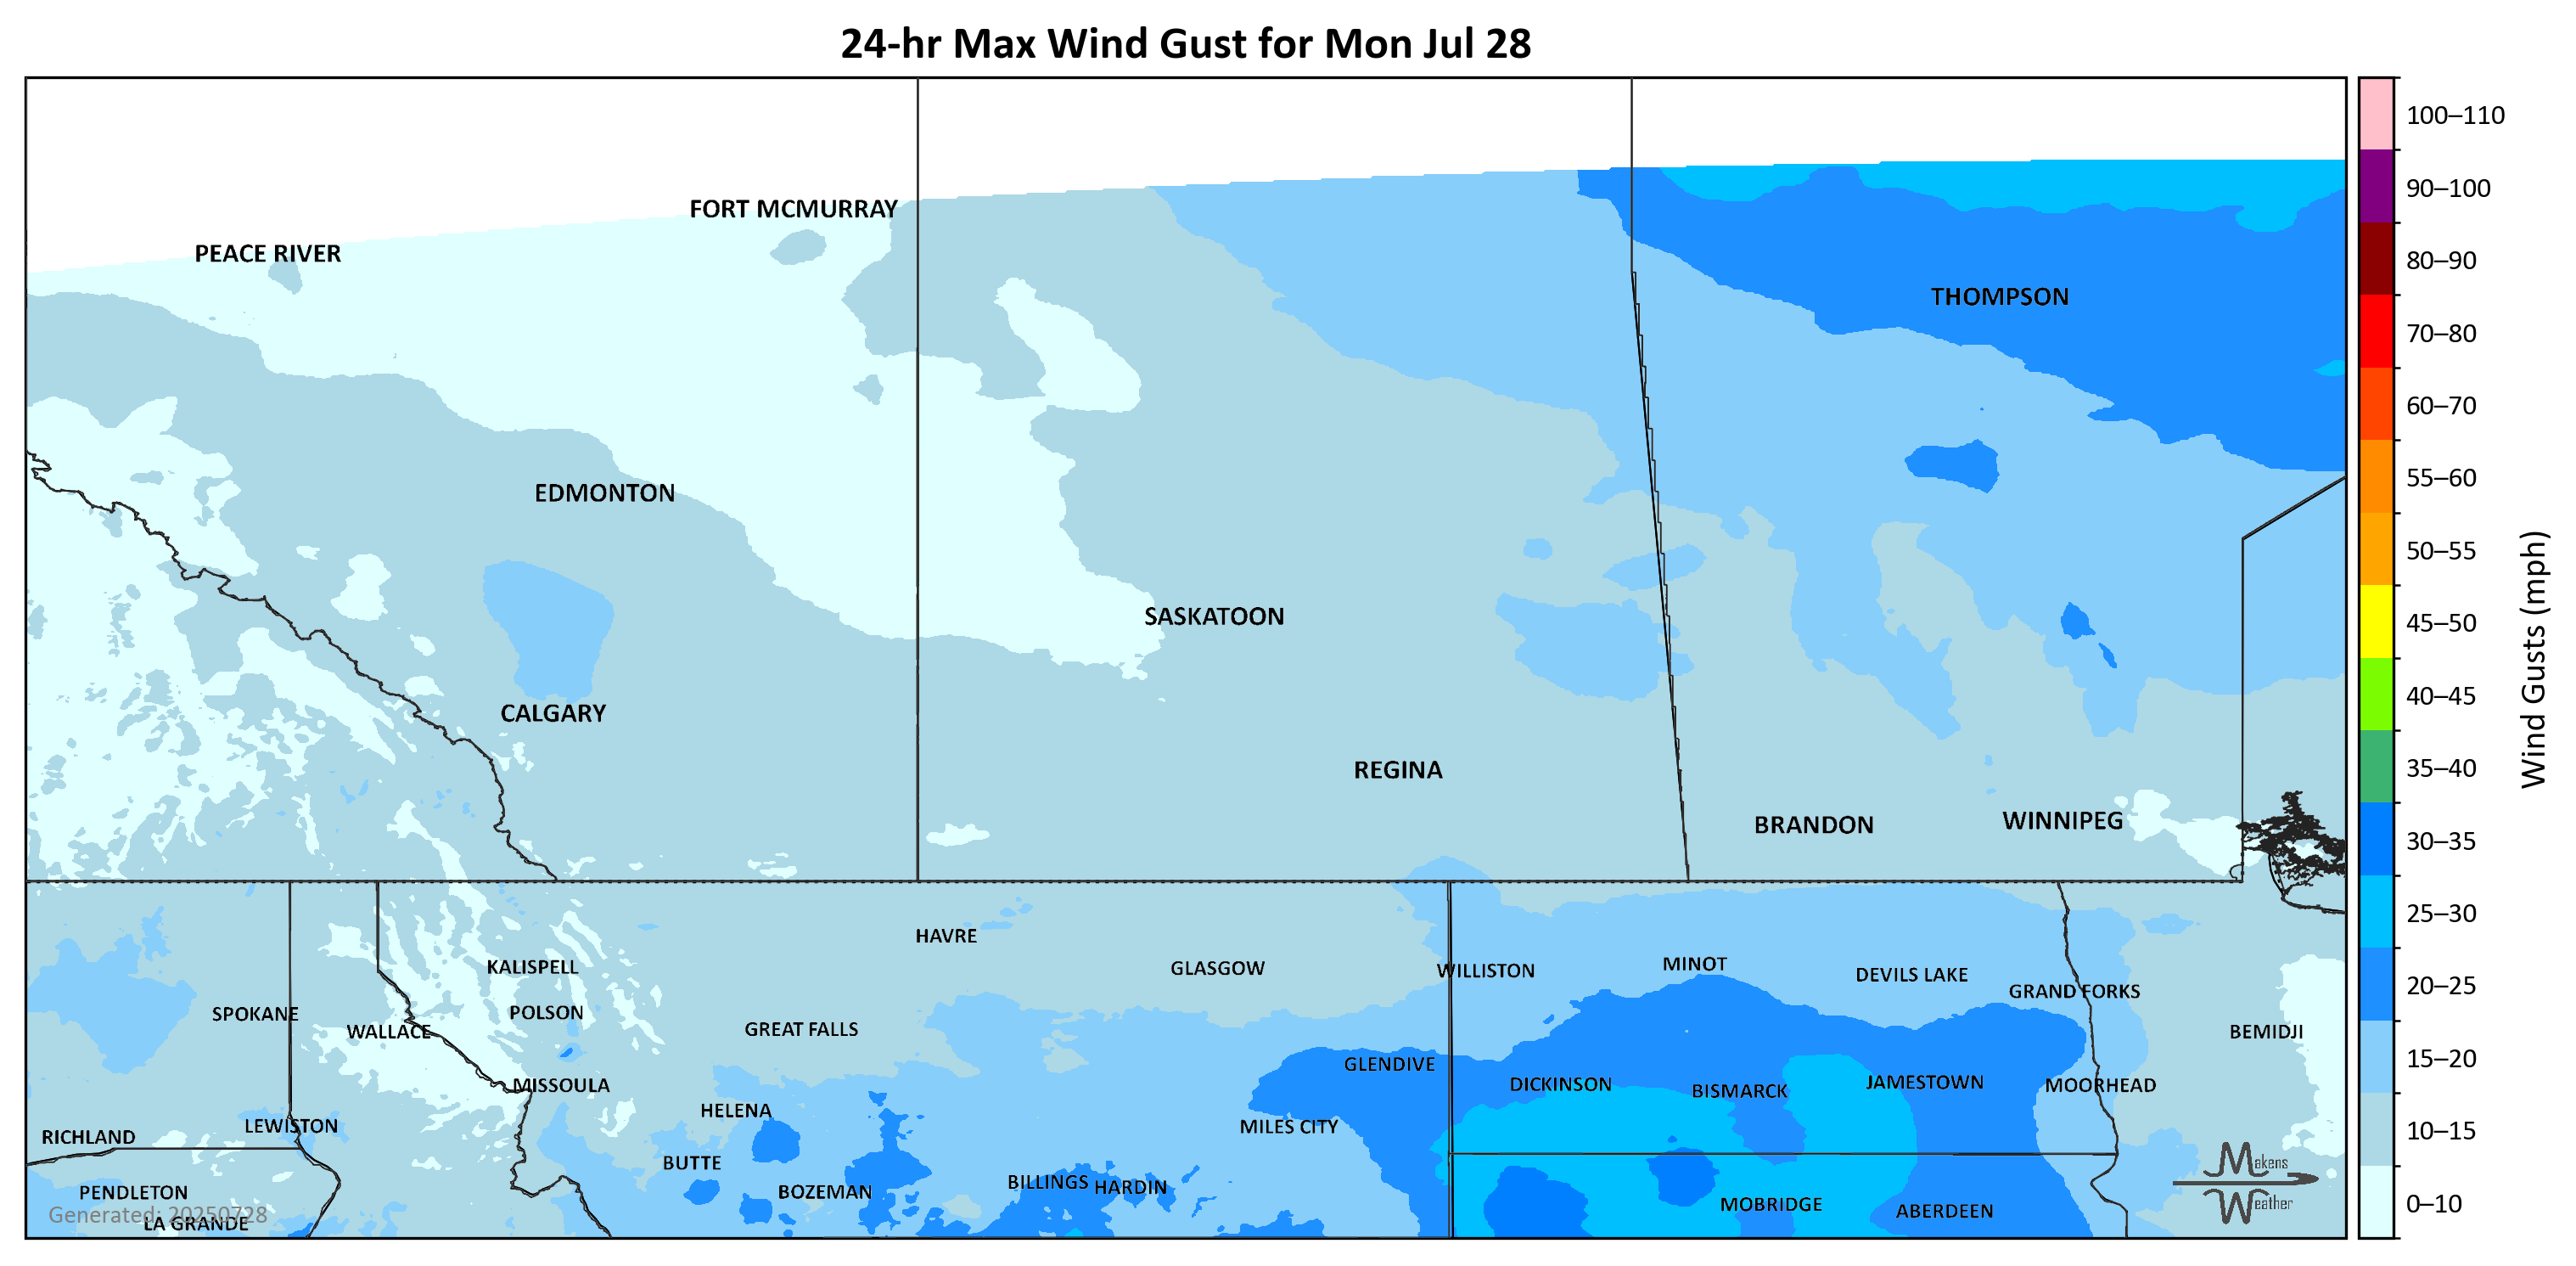 24-hr Max Wind Gust for Mon Jul 28
100–110
90–100
80–90
70–80
60–70
55–60
50–55
45–50
40–45
35–40
30–35
25–30
20–25
15–20
10–15
0–10
Wind Gusts (mph)
FORT MCMURRAY
PEACE RIVER
THOMPSON
EDMONTON
SASKATOON
CALGARY
REGINA
BRANDON
WINNIPEG
HAVRE
GLASGOW
WILLISTON
MINOT
DEVILS LAKE
GRAND FORKS
KALISPELL
SPOKANE
POLSON
WALLACE
GREAT FALLS
BEMIDJI
GLENDIVE
MISSOULA
DICKINSON
BISMARCK
JAMESTOWN
MOORHEAD
HELENA
LEWISTON
MILES CITY
RICHLAND
BUTTE
BILLINGS
HARDIN
PENDLETON
BOZEMAN
MOBRIDGE
ABERDEEN
LA GRANDE
Generated: 20250728
Makens
Weather